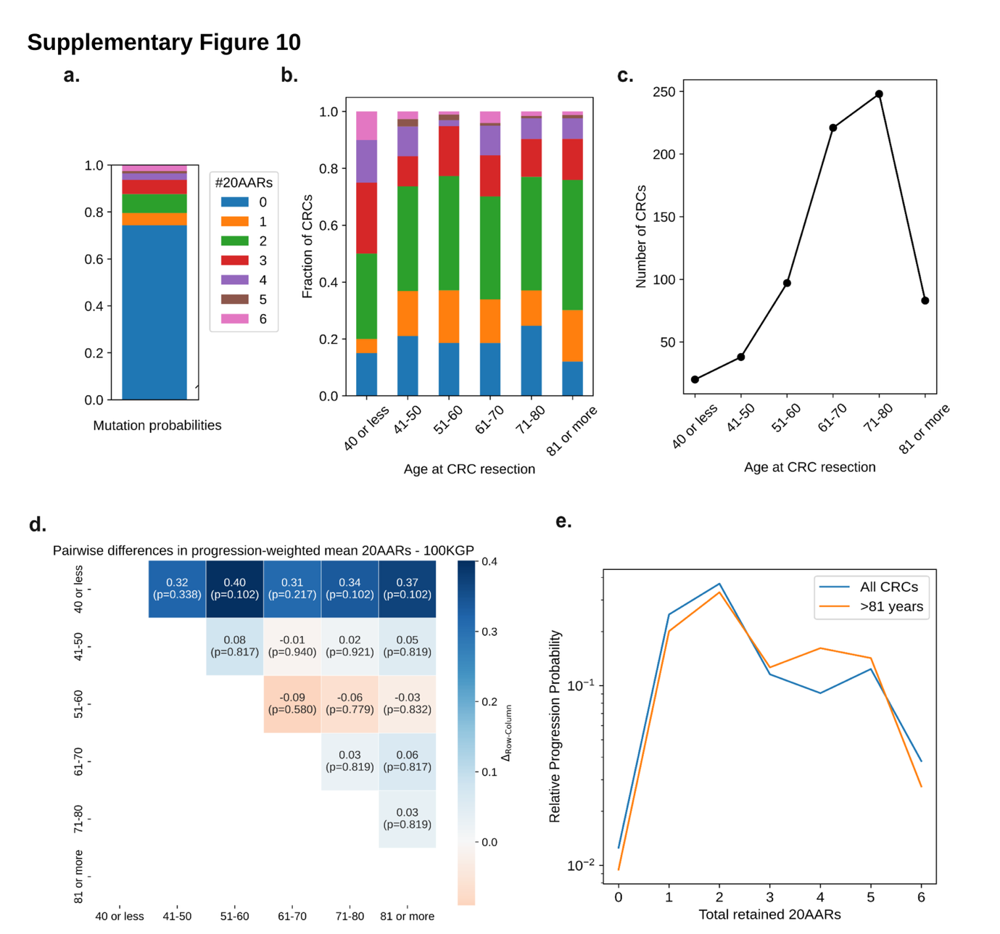 Supplementary Figure 10
a.
1.0
0.8
0.6
0.4
0.2
0.0
Mutation probabilities
#20AARs
0
1
2
3
4
5
6
b.
Fraction of CRCs
1.0
0.8
0.6
0.4
0.2
0.0
40 or less
41-50
51-60
61-70
71-80
81 or more
Age at CRC resection
c.
Number of CRCs
250
200
150
100
50
40 or less
41-50
51-60
61-70
71-80
81 or more
Age at CRC resection
d.
Pairwise differences in progression-weighted mean 20AARs - 100KGP
40 or less
0.32 0.40 0.31 0.34 0.37
(p=0.338) (p=0.102) (p=0.217) (p=0.102) (p=0.102)
41-50
0.08 -0.01 0.02 0.05
(p=0.817) (p=0.940) (p=0.921) (p=0.819)
51-60
-0.09 -0.06 -0.03
(p=0.580) (p=0.779) (p=0.832)
61-70
0.03 0.06
(p=0.819) (p=0.817)
71-80
0.03
(p=0.819)
81 or more
40 or less 41-50 51-60 61-70 71-80 81 or more
0.4
0.3
0.2
0.1
0.0
ΔRow-Column
e.
Relative Progression Probability
10⁻¹
10⁻²
All CRCs
>81 years
0 1 2 3 4 5 6
Total retained 20AARs